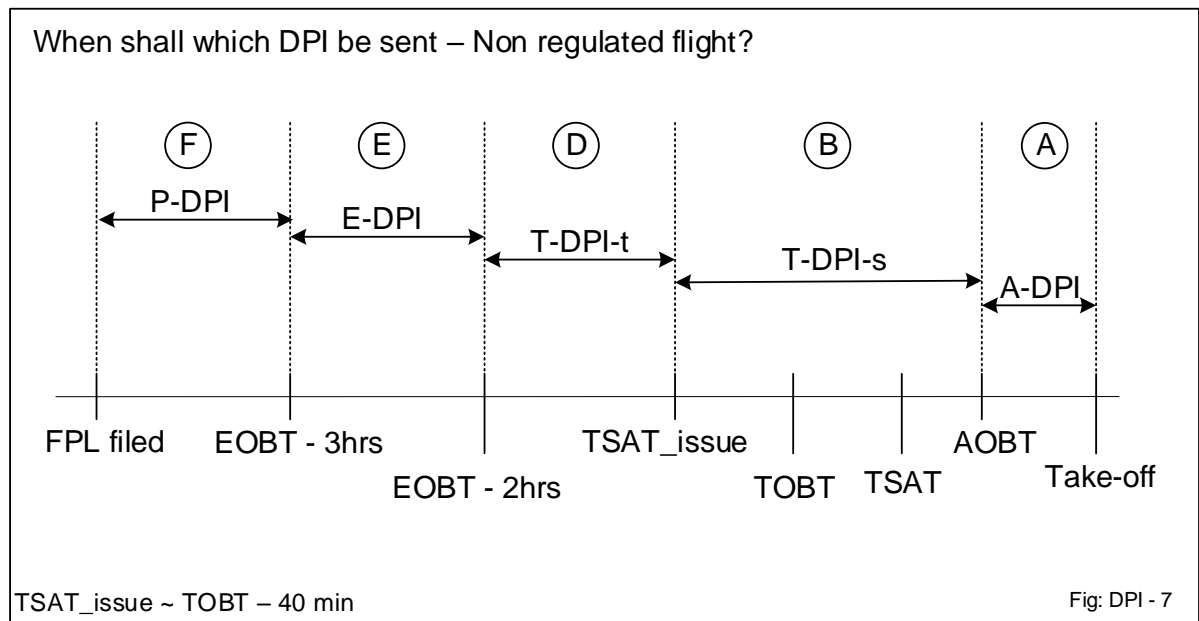 When shall which DPI be sent – Non regulated flight?
F
E
D
B
A
P-DPI
E-DPI
T-DPI-t
T-DPI-s
A-DPI
FPL filed
EOBT - 3hrs
EOBT - 2hrs
TSAT_issue
TOBT
TSAT
AOBT
Take-off
TSAT_issue ~ TOBT – 40 min
Fig: DPI - 7